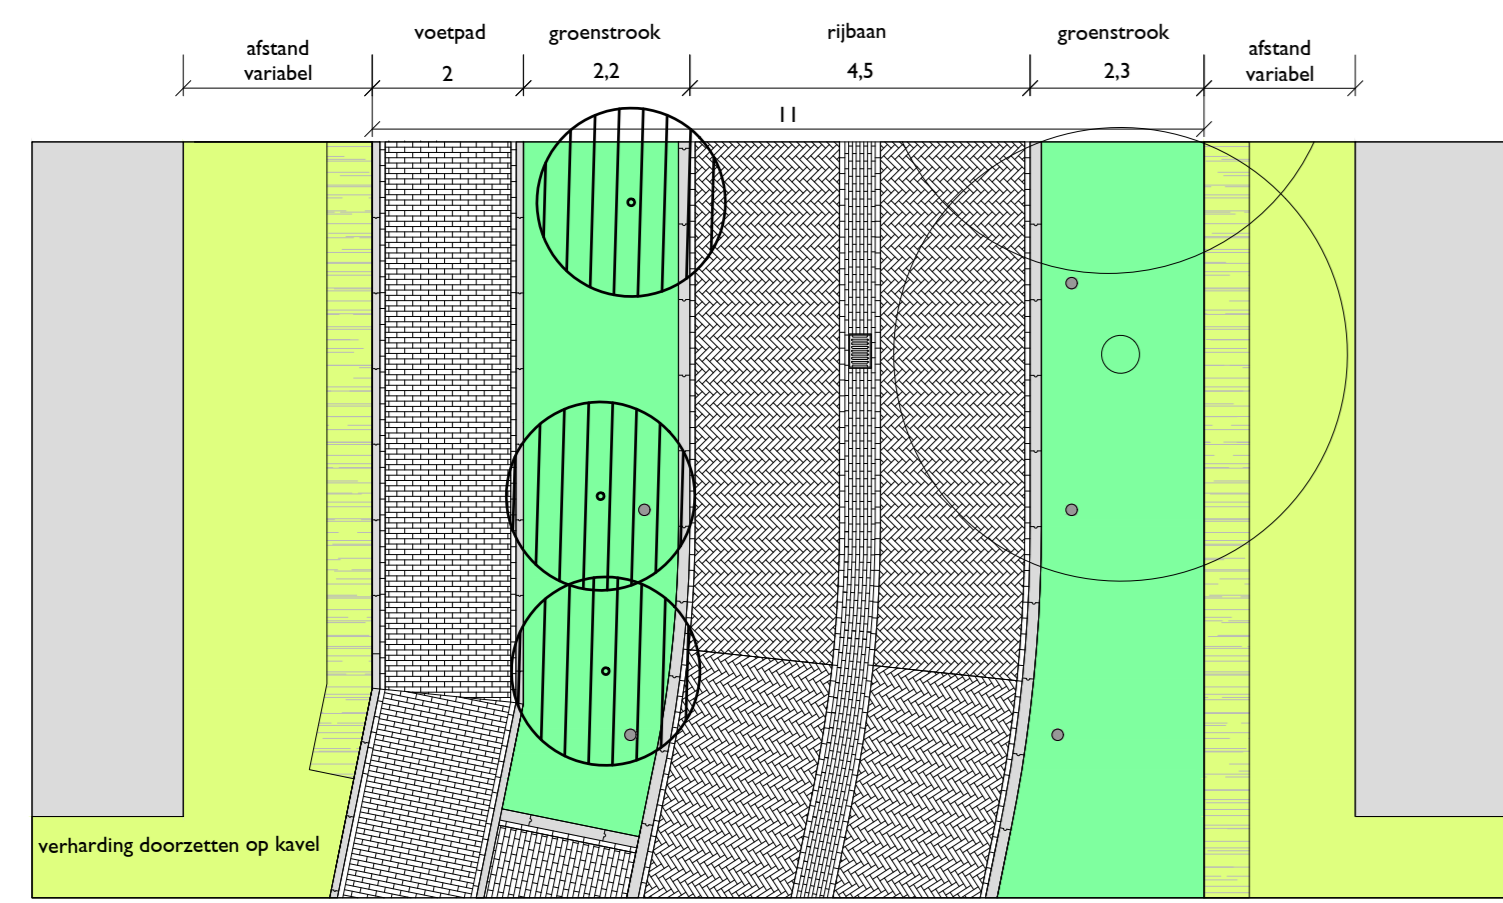 afstand
variabel
voetpad
2
groenstrook
2,2
rijbaan
4,5
groenstrook
2,3
afstand
variabel
11
verharding doorzetten op kavel